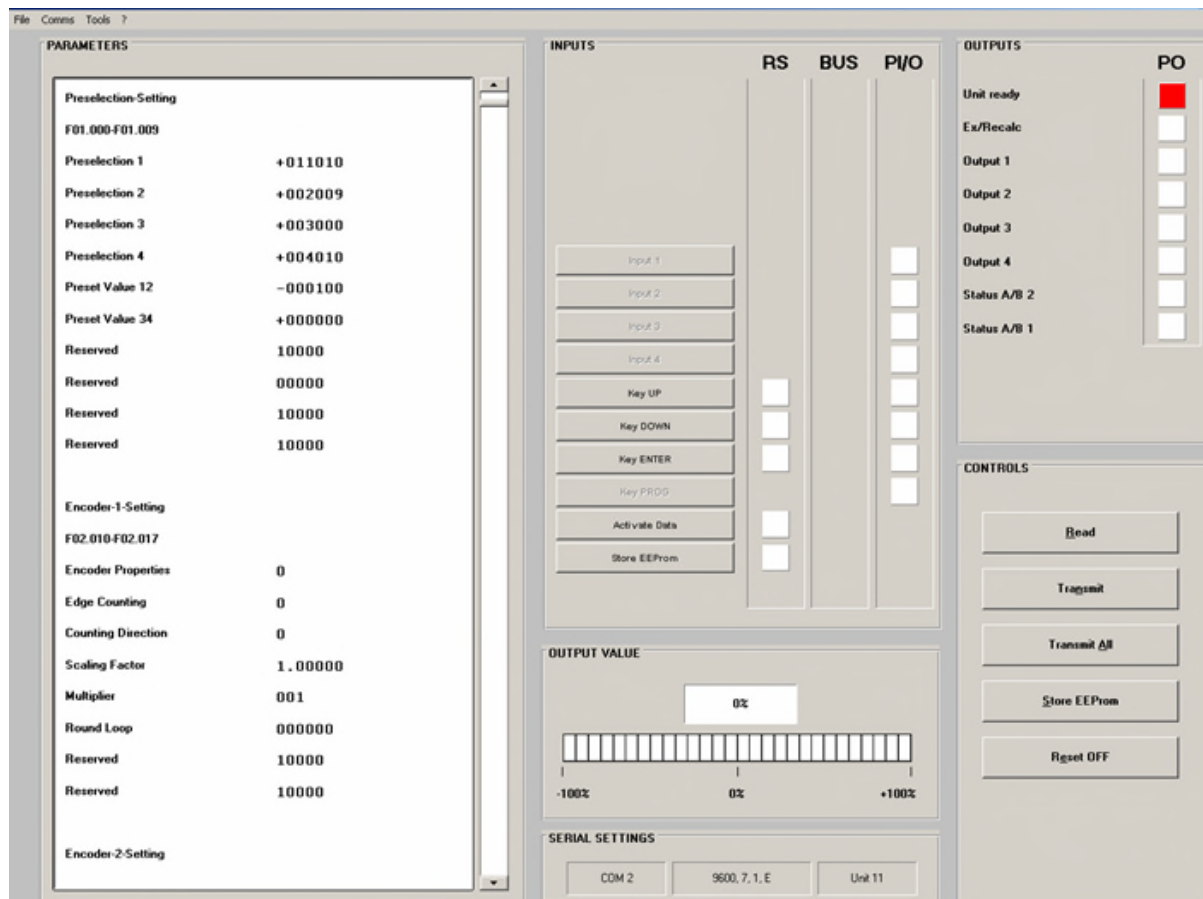 File Comms Tools ?
PARAMETERS
Preselection-Setting
F01.000-F01.009
Preselection 1 +011010
Preselection 2 +002009
Preselection 3 +003000
Preselection 4 +004010
Preset Value 12 -000100
Preset Value 34 +000000
Reserved 10000
Reserved 00000
Reserved 10000
Reserved 10000
Encoder-1-Setting
F02.010-F02.017
Encoder Properties 0
Edge Counting 0
Counting Direction 0
Scaling Factor 1.00000
Multiplier 001
Round Loop 000000
Reserved 10000
Reserved 10000
Encoder-2-Setting
INPUTS
RS BUS PI/O
Input 1
Input 2
Input 3
Input 4
Key UP
Key DOWN
Key ENTER
Key PROG
Activate Data
Store EEProm
OUTPUT VALUE
0%
-100% 0% +100%
SERIAL SETTINGS
COM 2 9600, 7, 1, E Unit 11
OUTPUTS
PO
Unit ready
Ex/Recalc
Output 1
Output 2
Output 3
Output 4
Status A/B 2
Status A/B 1
CONTROLS
Read
Transmit
Transmit All
Store EEProm
Reset OFF